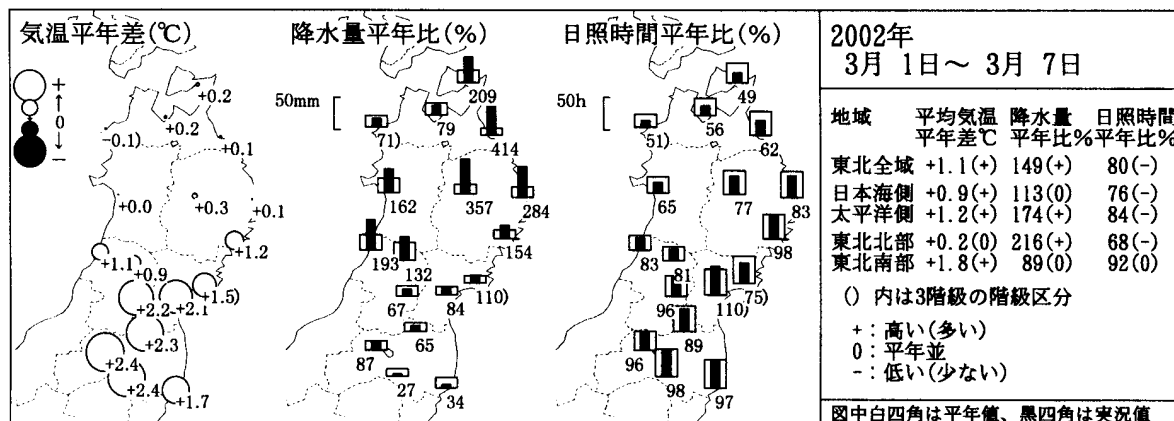 気温平年差(℃)
+
↑
0
↓
−
+0.2
+0.2
-0.1)
+0.1
+0.0
+0.3
+0.1
+1.2
+1.1)
+0.9
+1.5)
+2.2
+2.1
+2.3
+2.4
+2.4
+1.7
降水量平年比(%)
50mm
209
71)
79
414
162
357
284
154
193
132
110)
67
84
65
87
27
34
日照時間平年比(%)
50h
49
51)
56
62
65
77
83
98
83
81
75)
96
110)
89
96
98
97
2002年
3月 1日～ 3月 7日
地域 平均気温 降水量 日照時間
平年差℃ 平年比% 平年比%
東北全域 +1.1(+) 149(+) 80(-)
日本海側 +0.9(+) 113(0) 76(-)
太平洋側 +1.2(+) 174(+) 84(-)
東北北部 +0.2(0) 216(+) 68(-)
東北南部 +1.8(+) 89(0) 92(0)
() 内は3階級の階級区分
+：高い(多い)
0：平年並
-：低い(少ない)
図中白四角は平年値、黒四角は実況値